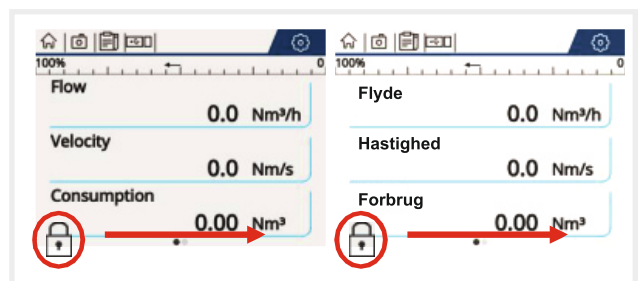 100% 0
Flow
0.0 Nm³/h
Velocity
0.0 Nm/s
Consumption
0.00 Nm³
100% 0
Flyde
0.0 Nm³/h
Hastighed
0.0 Nm/s
Forbrug
0.00 Nm³